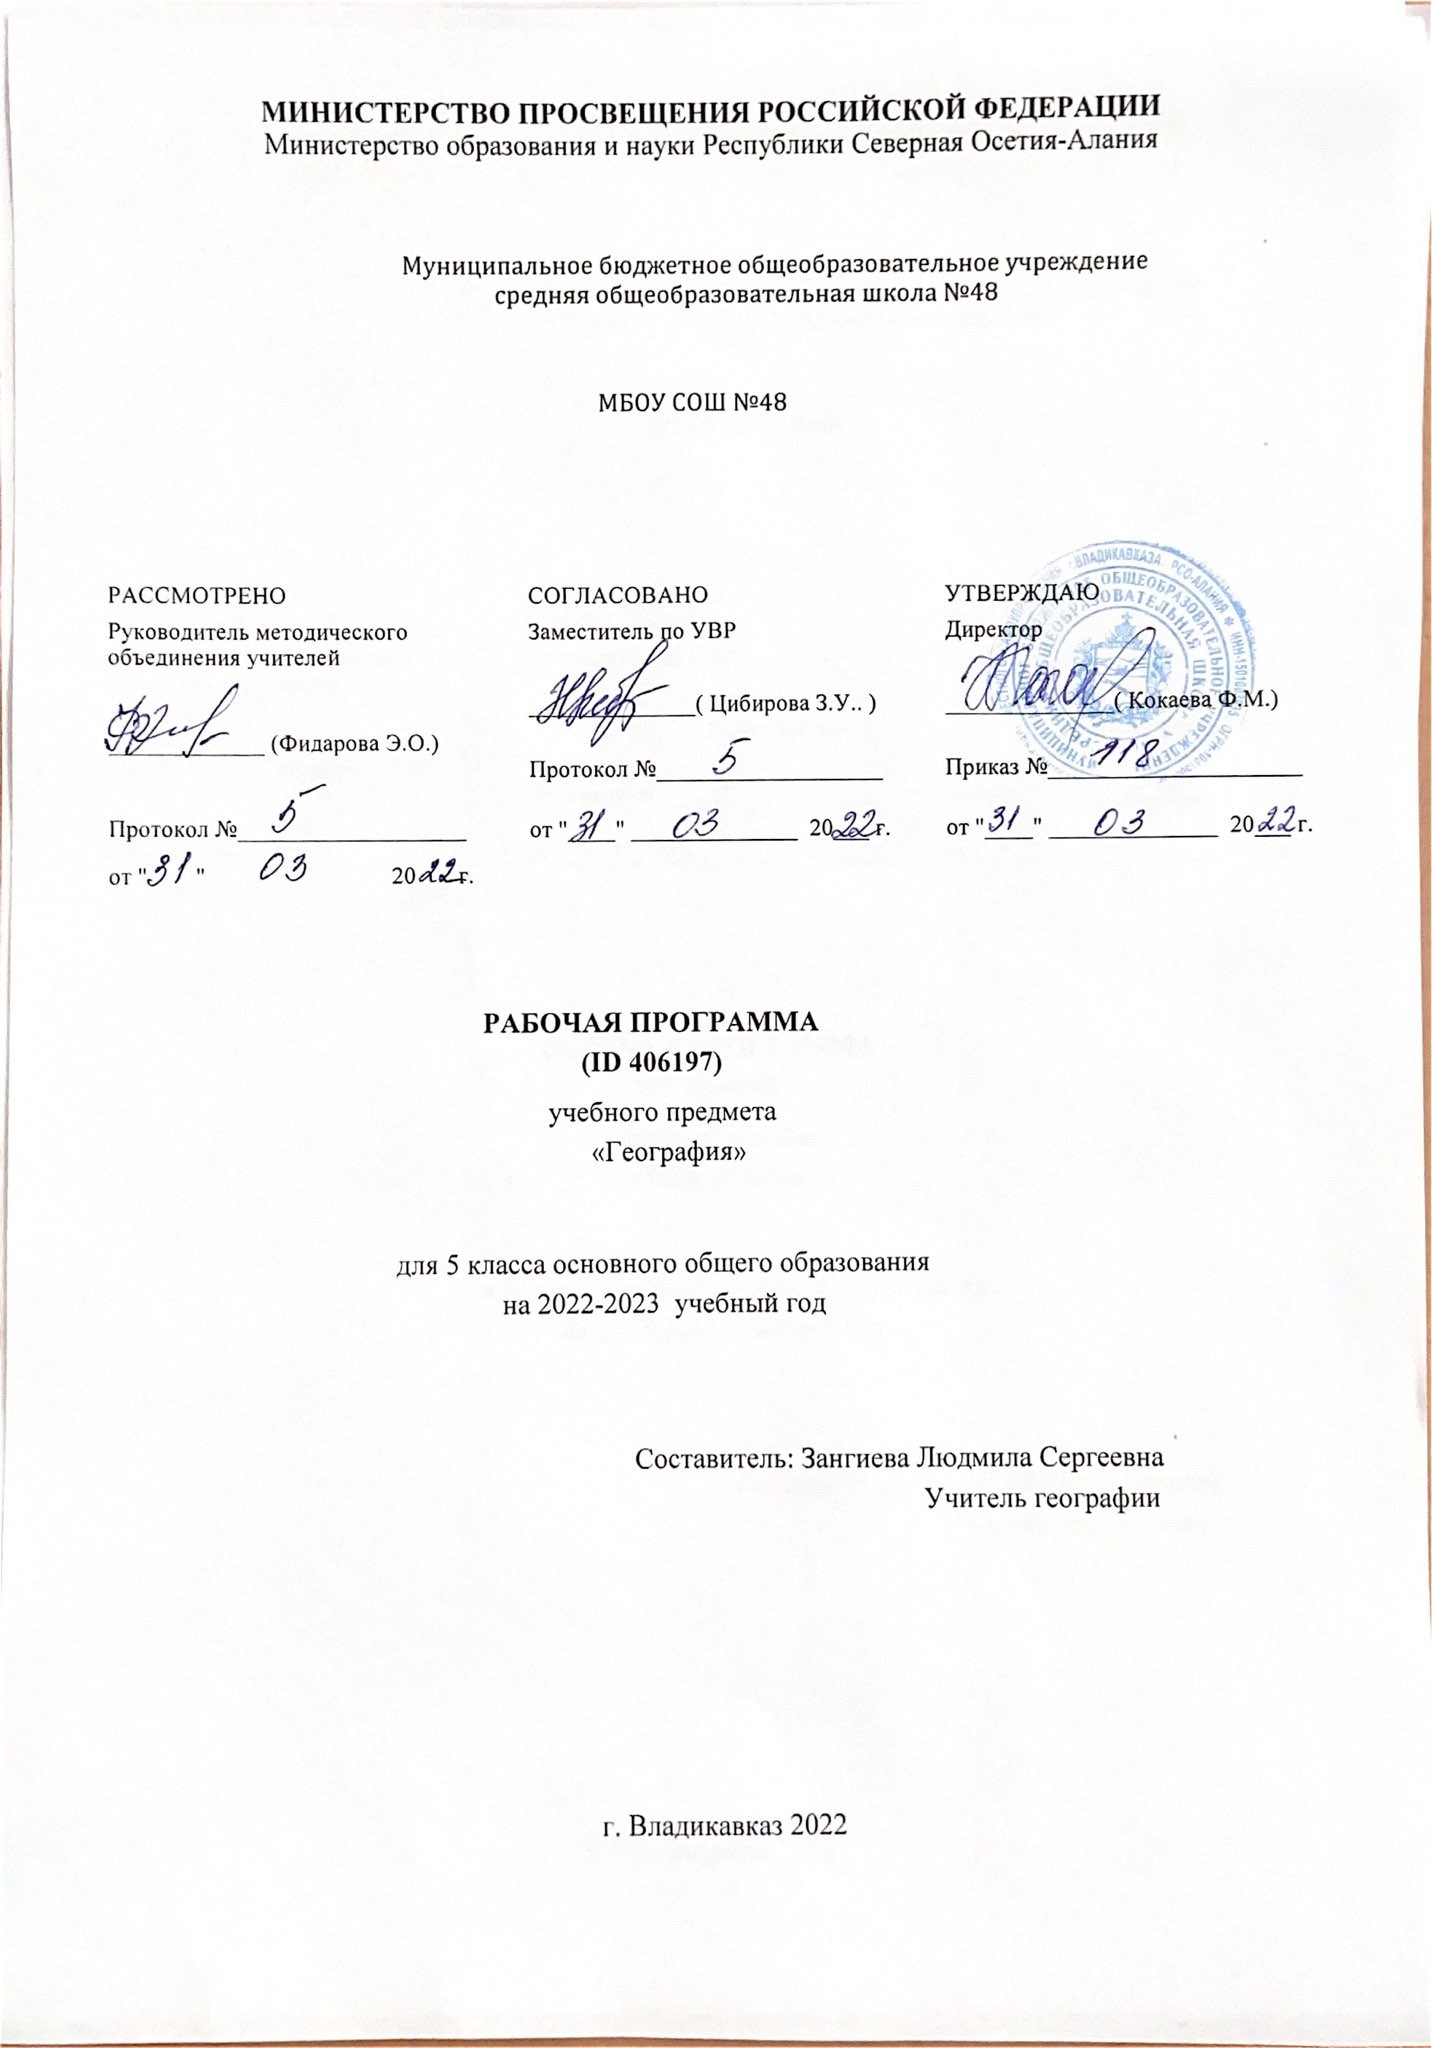 МИНИСТЕРСТВО ПРОСВЕЩЕНИЯ РОССИЙСКОЙ ФЕДЕРАЦИИ
Министерство образования и науки Республики Северная Осетия-Алания
Муниципальное бюджетное общеобразовательное учреждение
средняя общеобразовательная школа №48
МБОУ СОШ №48
РАССМОТРЕНО
Руководитель методического
объединения учителей
(Фидарова Э.О.)
Протокол № 5
от "31" 03 2022г.
СОГЛАСОВАНО
Заместитель по УВР
( Цибирова З.У.. )
Протокол № 5
от "31" 03 2022г.
УТВЕРЖДАЮ
Директор
( Кокаева Ф.М.)
Приказ № 118
от "31" 03 2022г.
ВЛАДИКАВКАЗА РСО-АЛАНИЯ
РАБОЧАЯ ПРОГРАММА
(ID 406197)
учебного предмета
«География»
для 5 класса основного общего образования
на 2022-2023 учебный год
Составитель: Зангиева Людмила Сергеевна
Учитель географии
г. Владикавказ 2022